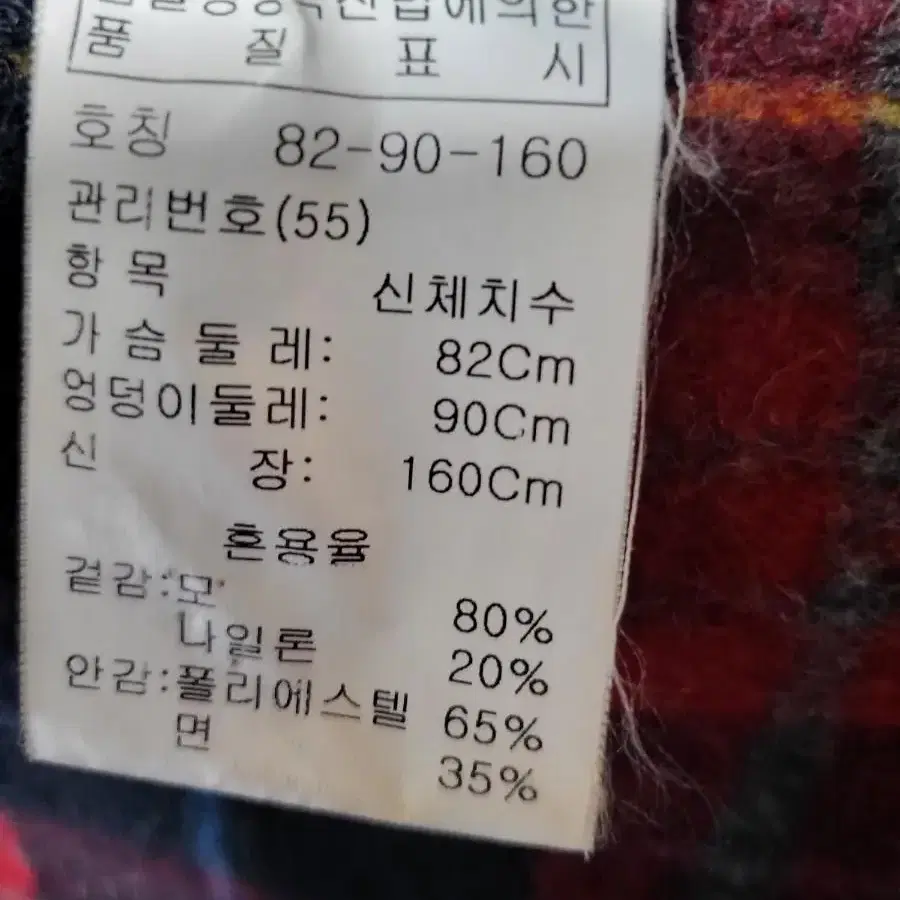 품 질 표 시
호칭 82-90-160
관리번호(55)
항 목 신체치수
가 슴 둘 레: 82Cm
엉덩이둘레: 90Cm
신 장: 160Cm
혼용율
겉감:모 80%
나일론 20%
안감:폴리에스텔 65%
면 35%